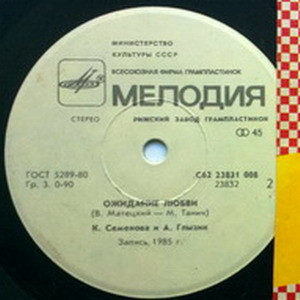 МИНИСТЕРСТВО
КУЛЬТУРЫ СССР
ВСЕСОЮЗНАЯ ФИРМА ГРАМПЛАСТИНОК
МЕЛОДИЯ
СТЕРЕО
РИЖСКИЙ ЗАВОД ГРАМПЛАСТИНОК
45
ГОСТ 5289-80
Гр. 3. 0-90
С62 23831 008
23832
2
ОЖИДАНИЕ ЛЮБВИ
(В. Матецкий — М. Танич)
К. Семенова и А. Глызин
Запись, 1985 г.